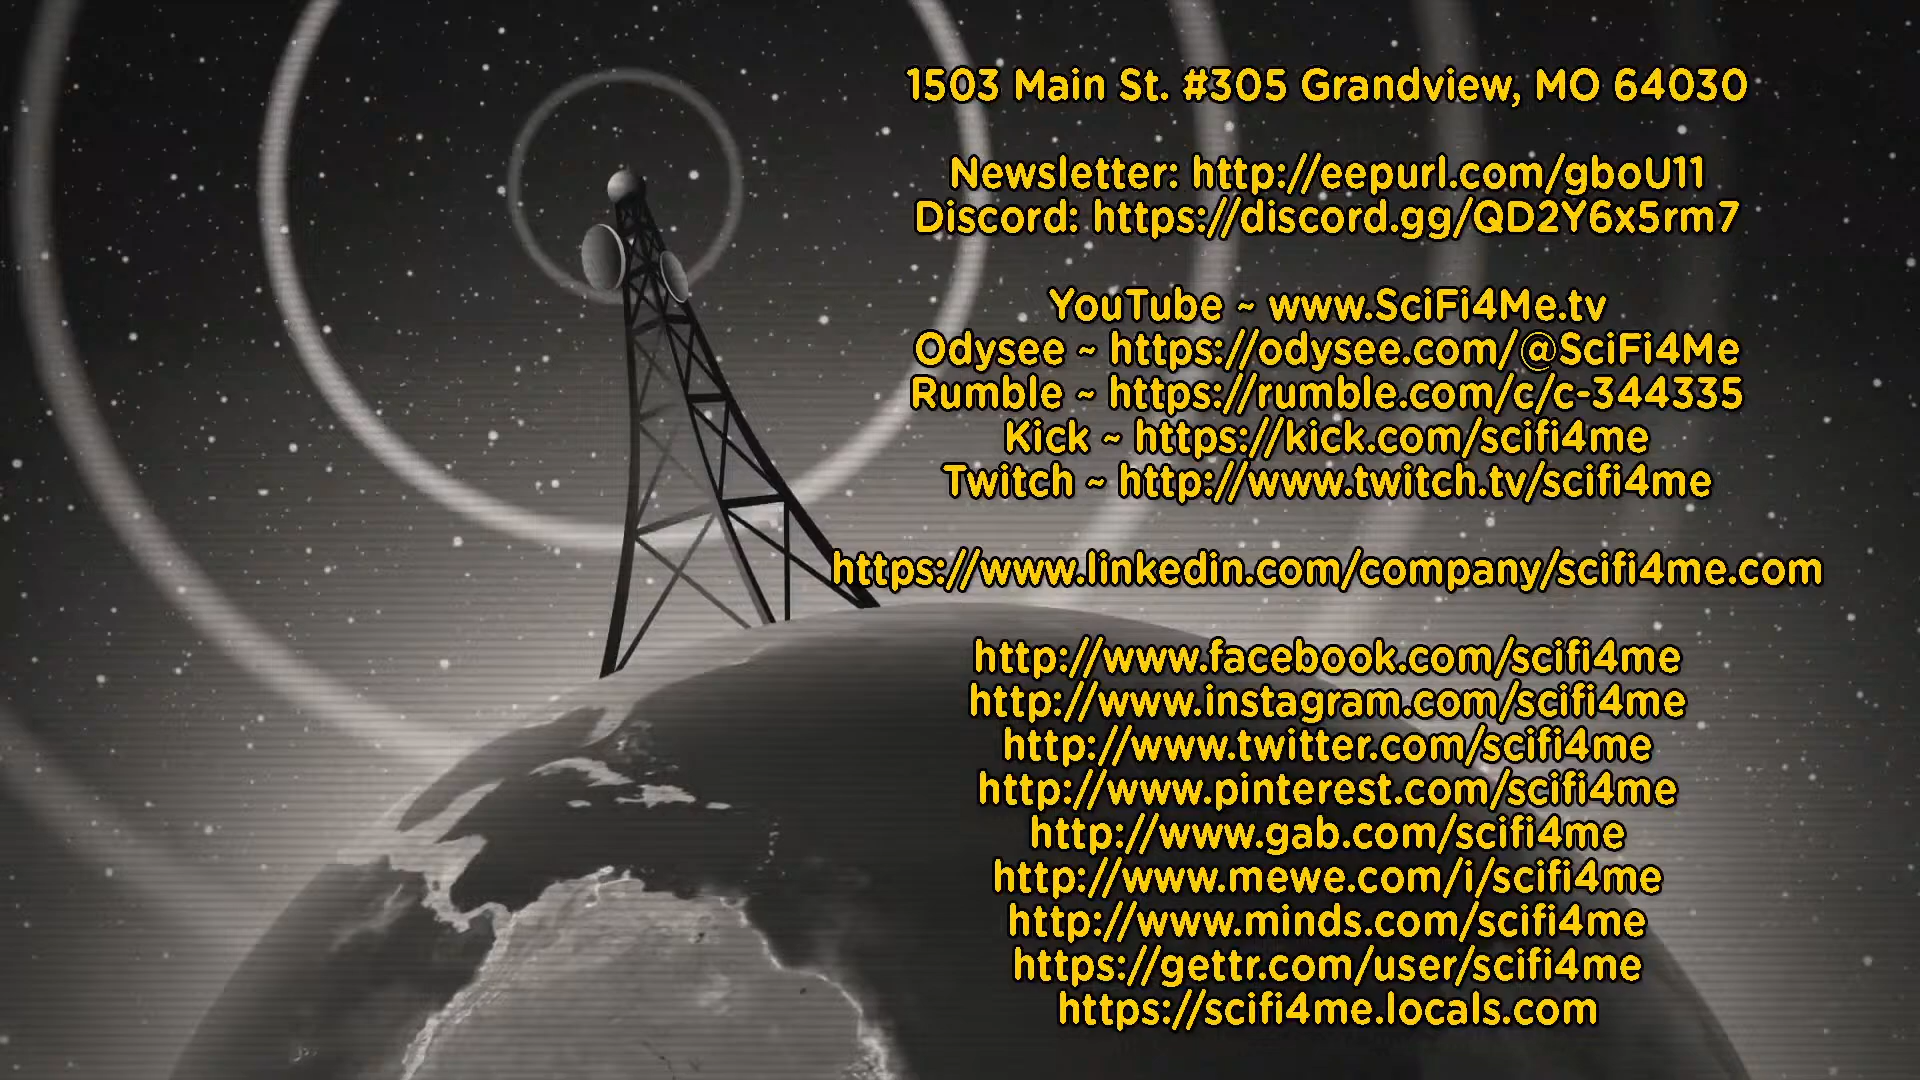 1503 Main St. #305 Grandview, MO 64030
Newsletter: http://eepurl.com/gboU11
Discord: https://discord.gg/QD2Y6x5rm7
YouTube ~ www.SciFi4Me.tv
Odysee ~ https://odysee.com/@SciFi4Me
Rumble ~ https://rumble.com/c/c-344335
Kick ~ https://kick.com/scifi4me
Twitch ~ http://www.twitch.tv/scifi4me
https://www.linkedin.com/company/scifi4me.com
http://www.facebook.com/scifi4me
http://www.instagram.com/scifi4me
http://www.twitter.com/scifi4me
http://www.pinterest.com/scifi4me
http://www.gab.com/scifi4me
http://www.mewe.com/i/scifi4me
http://www.minds.com/scifi4me
https://gettr.com/user/scifi4me
https://scifi4me.locals.com